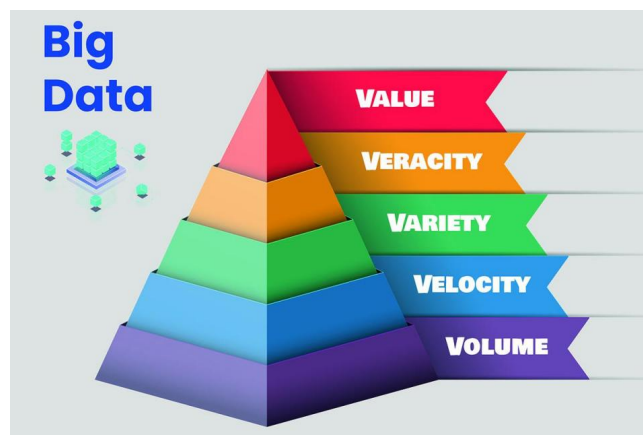 Big
Data
VALUE
VERACITY
VARIETY
VELOCITY
VOLUME